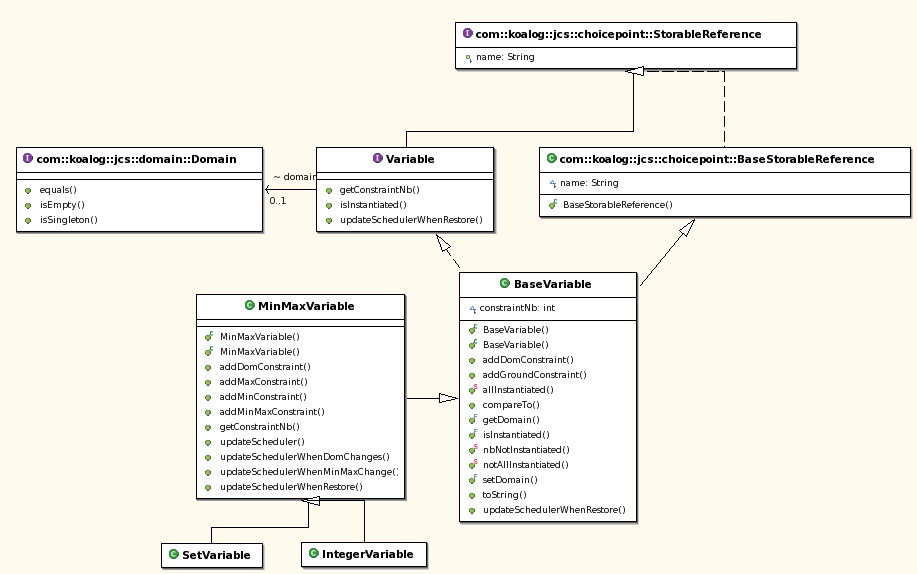 I com::koalog::jcs::choicepoint::StorableReference
name: String
I com::koalog::jcs::domain::Domain
equals()
isEmpty()
isSingleton()
~ domain
0..1
I Variable
getConstraintNb()
isInstantiated()
updateSchedulerWhenRestore()
C com::koalog::jcs::choicepoint::BaseStorableReference
name: String
C BaseStorableReference()
C MinMaxVariable
C MinMaxVariable()
C MinMaxVariable()
addDomConstraint()
addMaxConstraint()
addMinConstraint()
addMinMaxConstraint()
getConstraintNb()
updateScheduler()
updateSchedulerWhenDomChanges()
updateSchedulerWhenMinMaxChange(
updateSchedulerWhenRestore()
C BaseVariable
constraintNb: int
C BaseVariable()
C BaseVariable()
addDomConstraint()
addGroundConstraint()
S allInstantiated()
compareTo()
F getDomain()
F isInstantiated()
S nbNotInstantiated()
S notAllInstantiated()
F setDomain()
toString()
updateSchedulerWhenRestore()
C SetVariable
C IntegerVariable